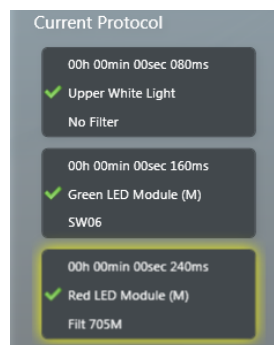 Current Protocol
00h 00min 00sec 080ms
Upper White Light
No Filter
00h 00min 00sec 160ms
Green LED Module (M)
SW06
00h 00min 00sec 240ms
Red LED Module (M)
Filt 705M